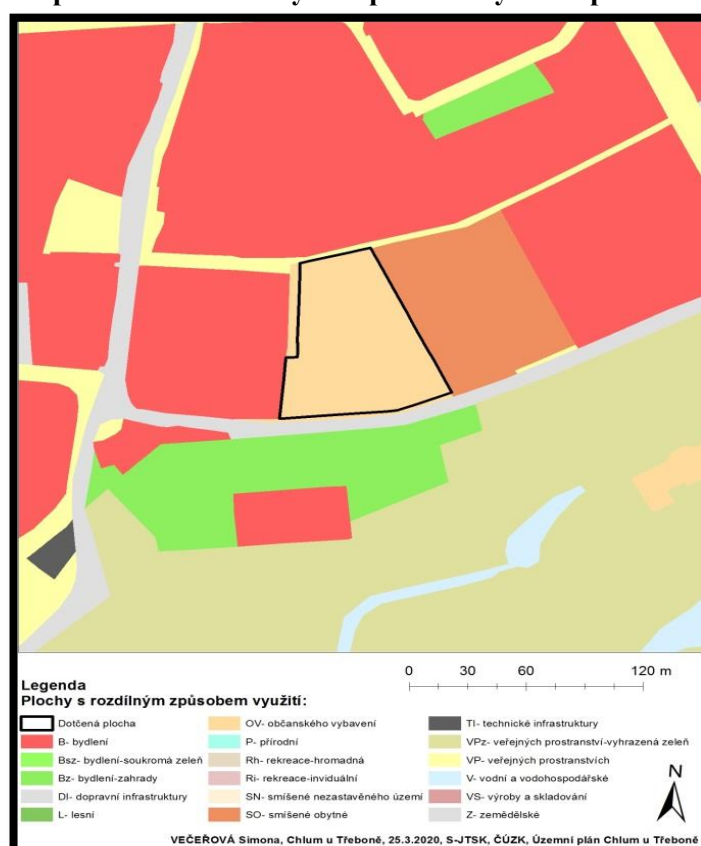 0 30 60 120 m
Legenda
Plochy s rozdílným způsobem využití:
Dotčená plocha
B- bydlení
Bsz- bydlení-soukromá zeleň
Bz- bydlení-zahrady
DI- dopravní infrastruktury
L- lesní
OV- občanského vybavení
P- přírodní
Rh- rekreace-hromadná
Ri- rekreace-inviduální
SN- smíšené nezastavěného území
SO- smíšené obytné
TI- technické infrastruktury
VPz- veřejných prostranství-vyhrazená zeleň
VP- veřejných prostranstvích
V- vodní a vodohospodářské
VS- výroby a skladování
Z- zemědělské
N
VEČEŘOVÁ Simona, Chlum u Třeboně, 25.3.2020, S-JTSK, ČÚZK, Územní plán Chlum u Třeboně